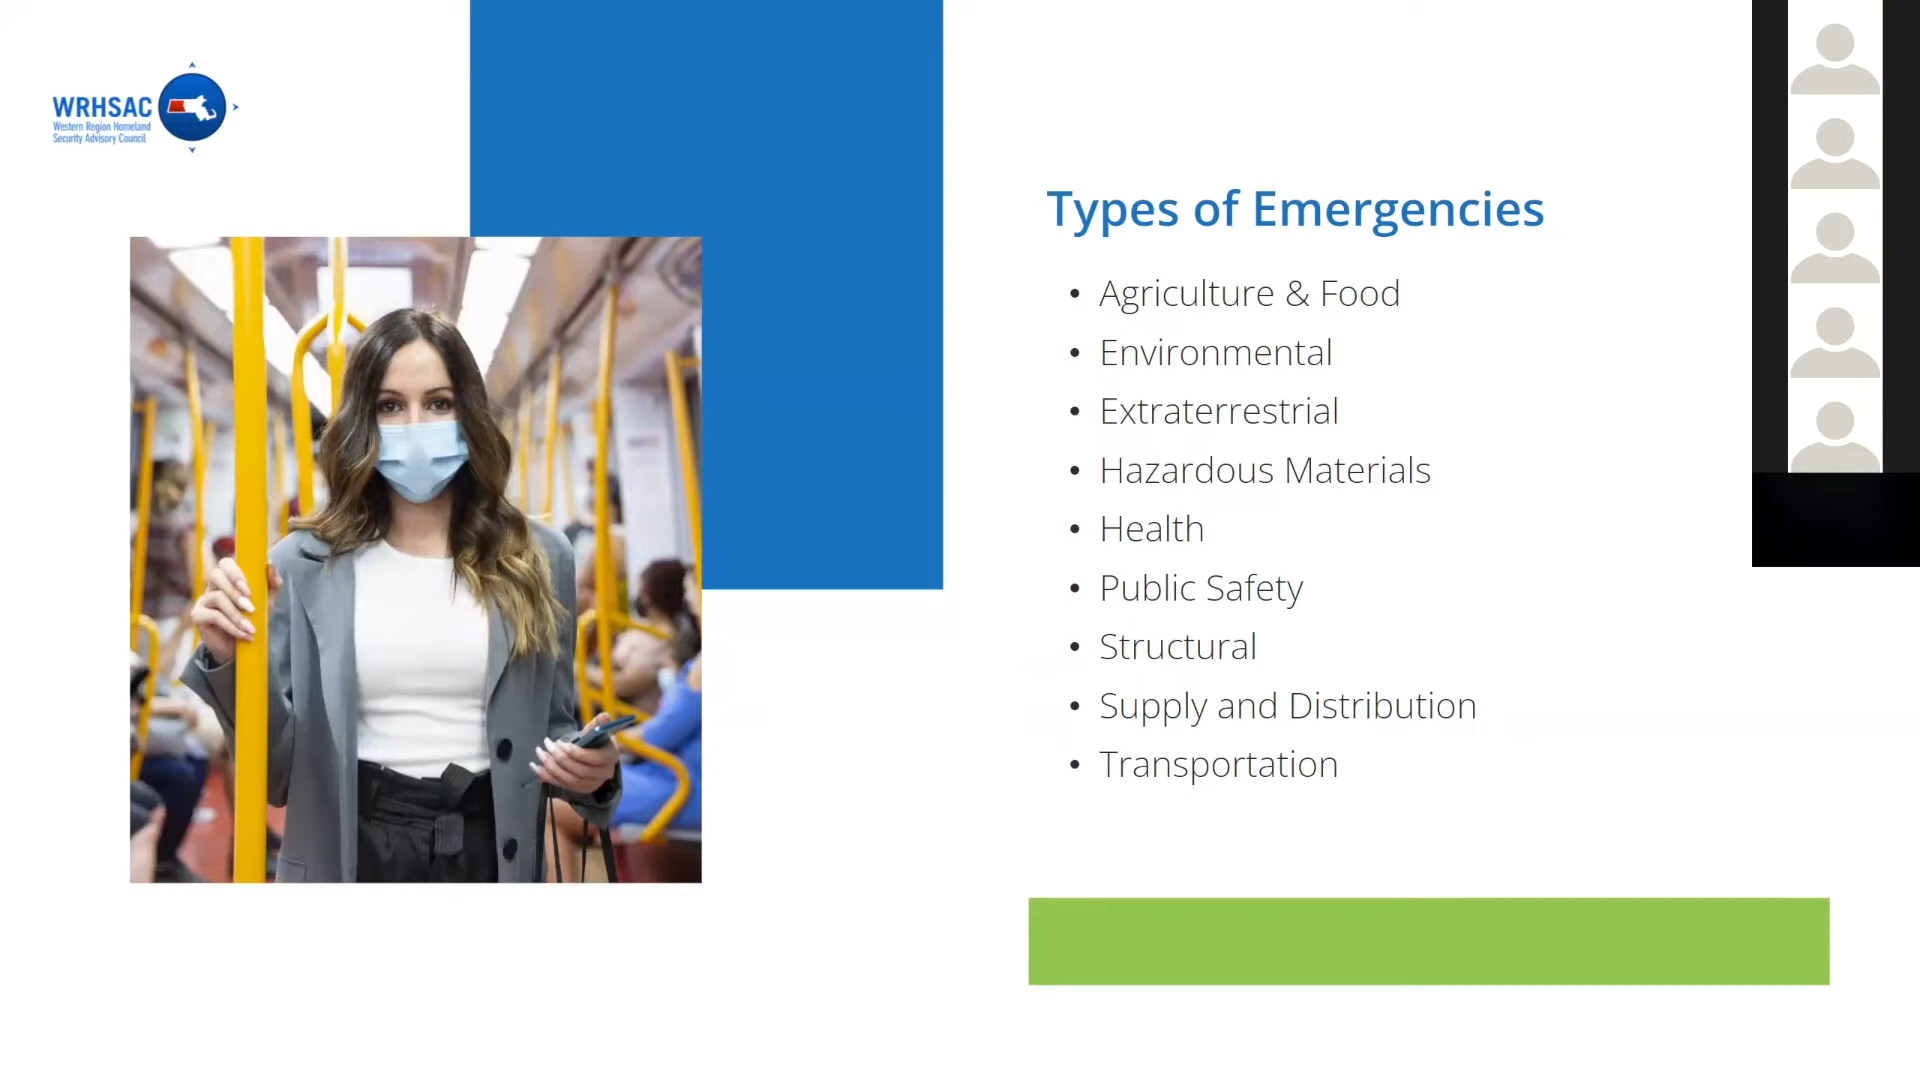 WRHSAC
Western Region Homeland
Security Advisory Council
Types of Emergencies
• Agriculture & Food
• Environmental
• Extraterrestrial
• Hazardous Materials
• Health
• Public Safety
• Structural
• Supply and Distribution
• Transportation